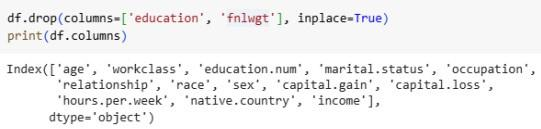 df.drop(columns=['education', 'fnlwgt'], inplace=True)
print(df.columns)
Index(['age', 'workclass', 'education.num', 'marital.status', 'occupation',
'relationship', 'race', 'sex', 'capital.gain', 'capital.loss',
'hours.per.week', 'native.country', 'income'],
dtype='object')